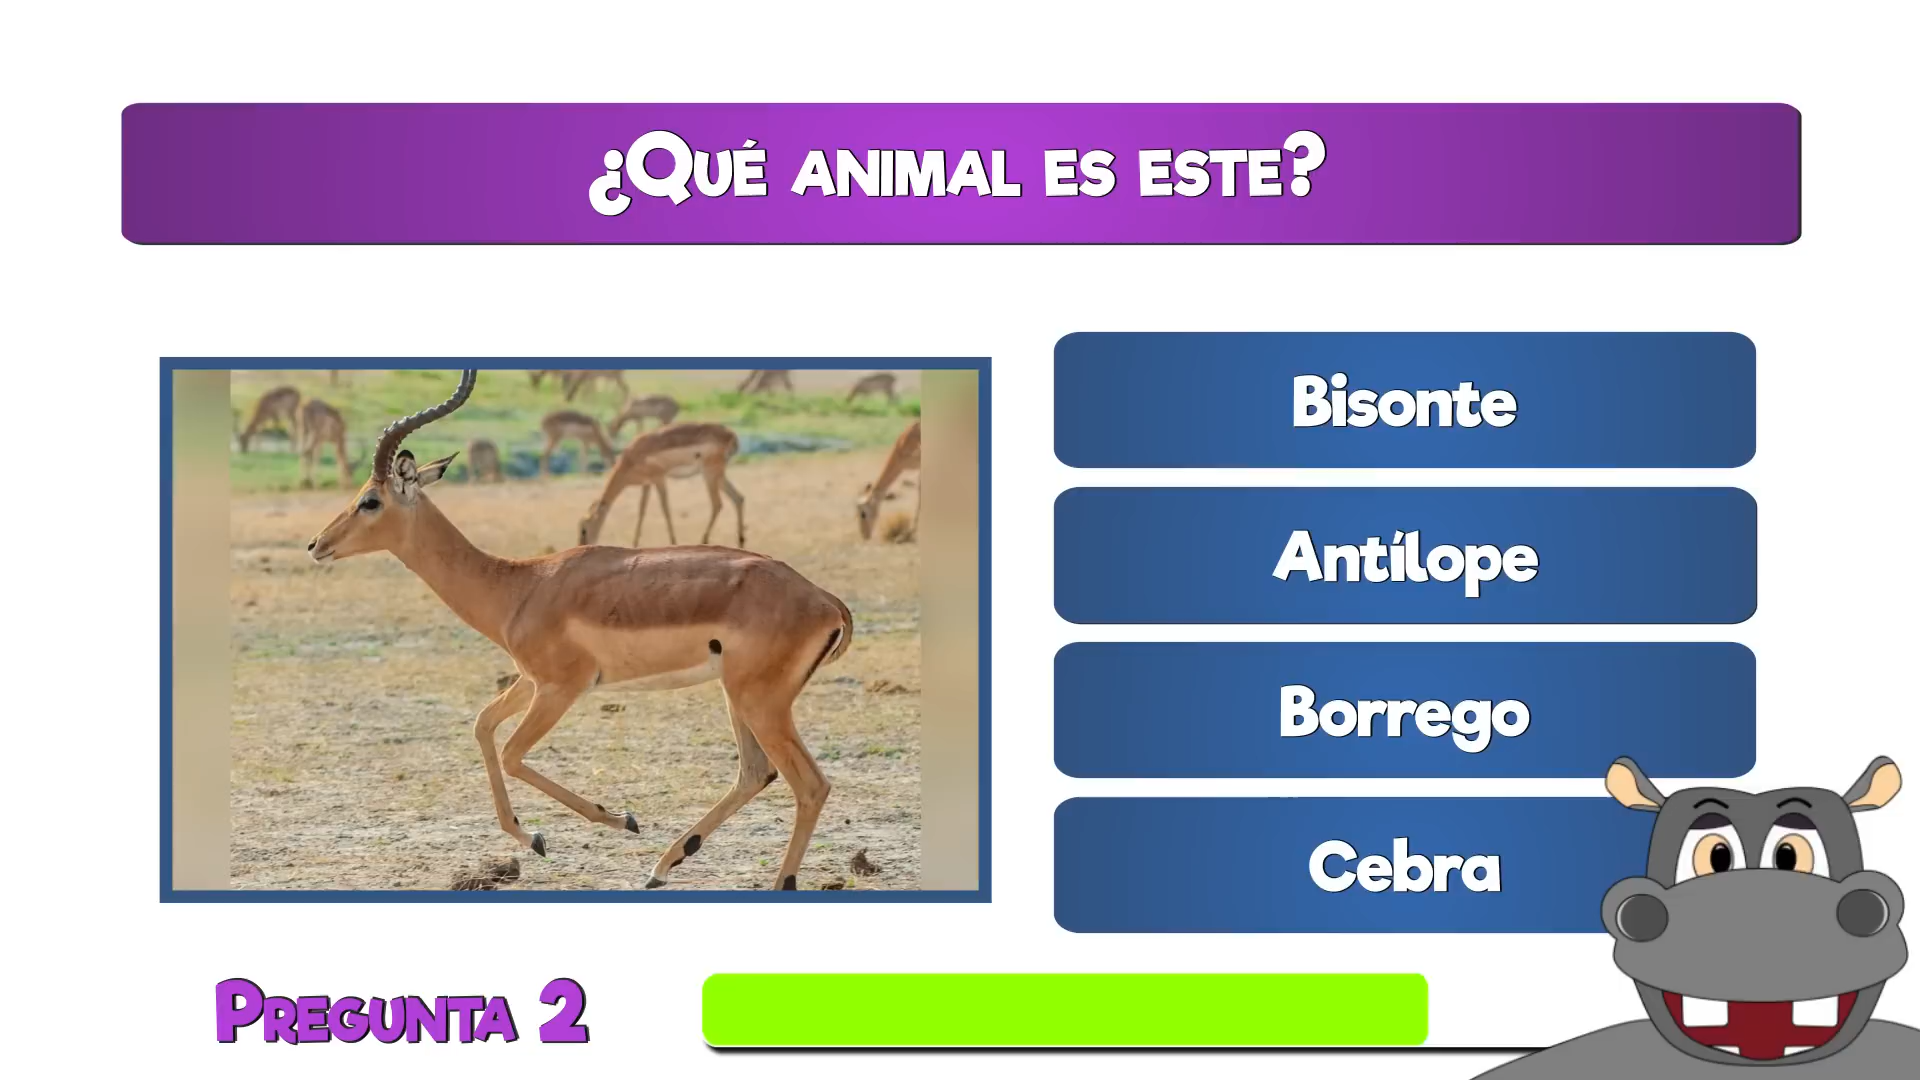 ¿Qué animal es este?
Bisonte
Antílope
Borrego
Cebra
Pregunta 2